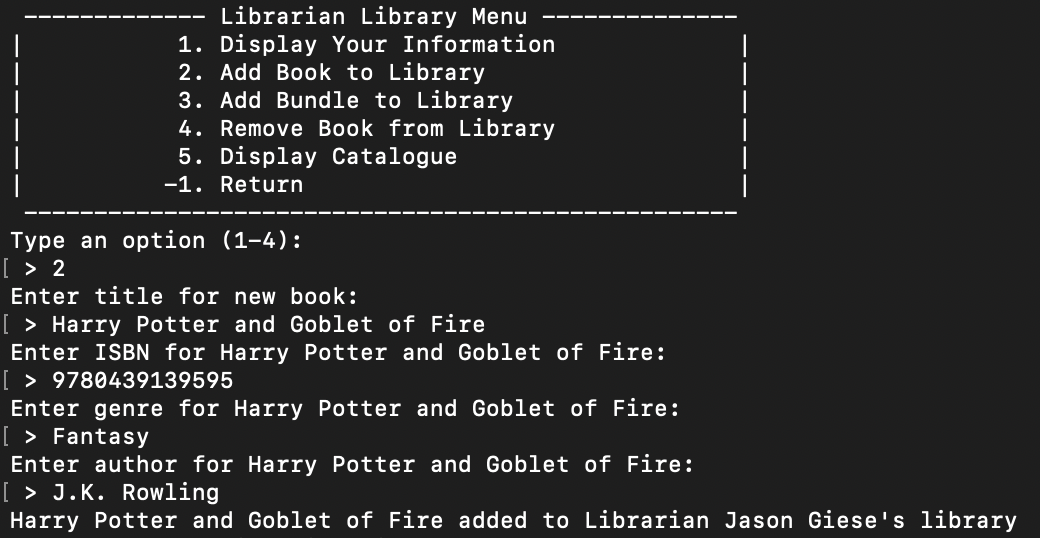 ------------- Librarian Library Menu --------------
|           1. Display Your Information             |
|           2. Add Book to Library                  |
|           3. Add Bundle to Library                |
|           4. Remove Book from Library             |
|           5. Display Catalogue                    |
|          -1. Return                               |
---------------------------------------------------
Type an option (1-4):
[ > 2
Enter title for new book:
[ > Harry Potter and Goblet of Fire
Enter ISBN for Harry Potter and Goblet of Fire:
[ > 9780439139595
Enter genre for Harry Potter and Goblet of Fire:
[ > Fantasy
Enter author for Harry Potter and Goblet of Fire:
[ > J.K. Rowling
Harry Potter and Goblet of Fire added to Librarian Jason Giese's library